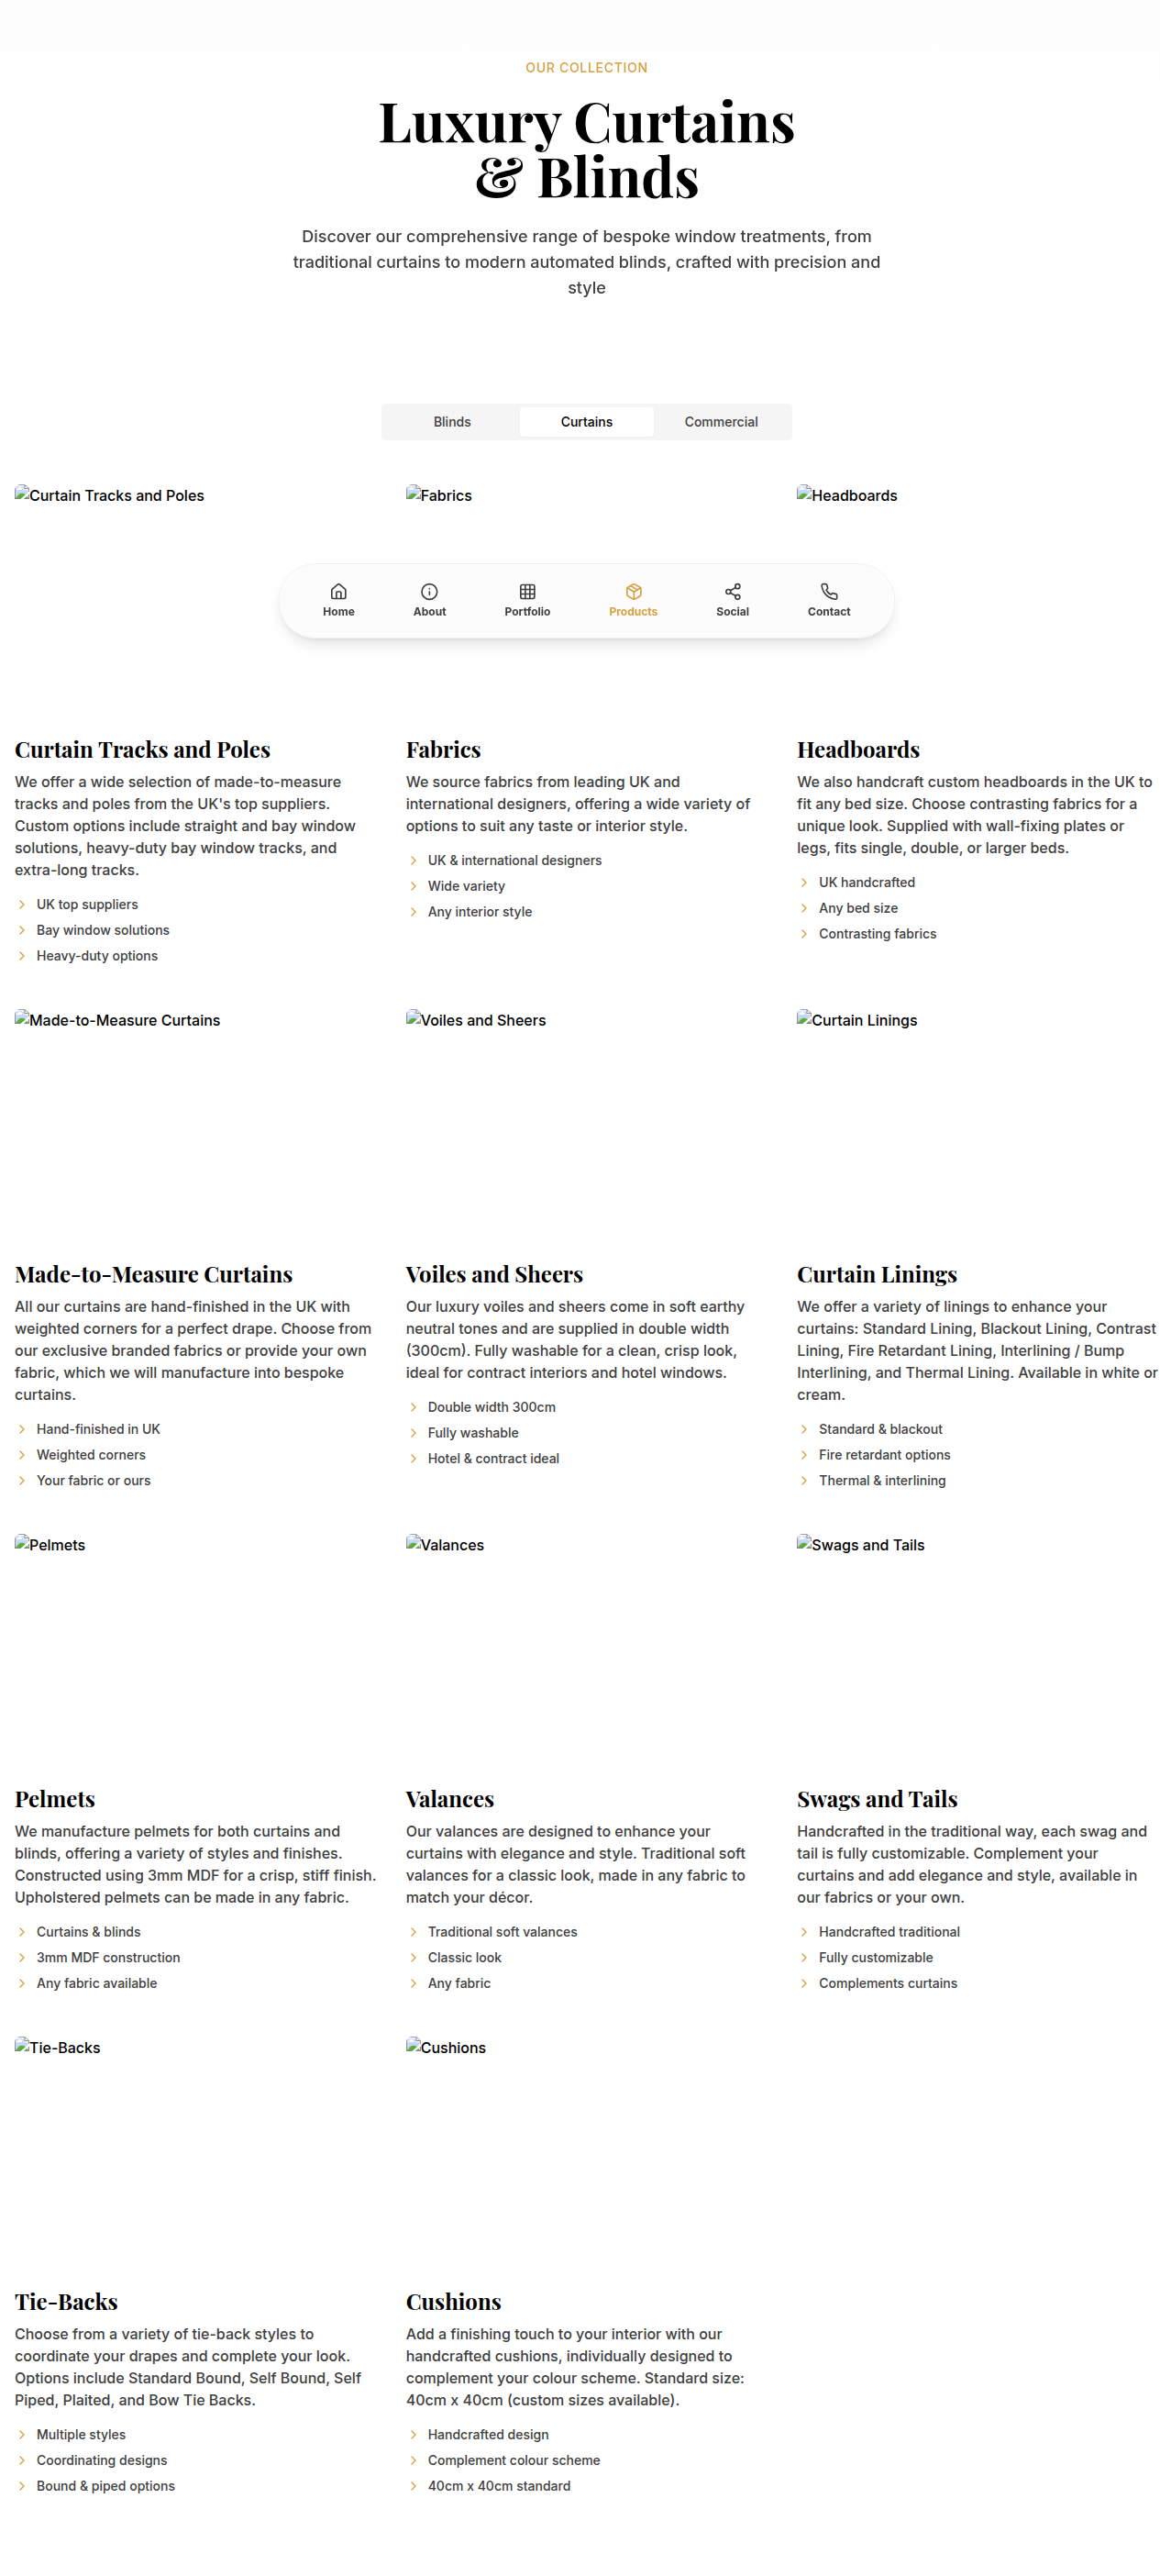 OUR COLLECTION
Luxury Curtains
& Blinds
Discover our comprehensive range of bespoke window treatments, from
traditional curtains to modern automated blinds, crafted with precision and
style
Blinds
Curtains
Commercial
Curtain Tracks and Poles
Fabrics
Headboards
Home
About
Portfolio
Products
Social
Contact
Curtain Tracks and Poles
We offer a wide selection of made-to-measure
tracks and poles from the UK's top suppliers.
Custom options include straight and bay window
solutions, heavy-duty bay window tracks, and
extra-long tracks.
UK top suppliers
Bay window solutions
Heavy-duty options
Fabrics
We source fabrics from leading UK and
international designers, offering a wide variety of
options to suit any taste or interior style.
UK & international designers
Wide variety
Any interior style
Headboards
We also handcraft custom headboards in the UK to
fit any bed size. Choose contrasting fabrics for a
unique look. Supplied with wall-fixing plates or
legs, fits single, double, or larger beds.
UK handcrafted
Any bed size
Contrasting fabrics
Made-to-Measure Curtains
Voiles and Sheers
Curtain Linings
Made-to-Measure Curtains
All our curtains are hand-finished in the UK with
weighted corners for a perfect drape. Choose from
our exclusive branded fabrics or provide your own
fabric, which we will manufacture into bespoke
curtains.
Hand-finished in UK
Weighted corners
Your fabric or ours
Voiles and Sheers
Our luxury voiles and sheers come in soft earthy
neutral tones and are supplied in double width
(300cm). Fully washable for a clean, crisp look,
ideal for contract interiors and hotel windows.
Double width 300cm
Fully washable
Hotel & contract ideal
Curtain Linings
We offer a variety of linings to enhance your
curtains: Standard Lining, Blackout Lining, Contrast
Lining, Fire Retardant Lining, Interlining / Bump
Interlining, and Thermal Lining. Available in white or
cream.
Standard & blackout
Fire retardant options
Thermal & interlining
Pelmets
Valances
Swags and Tails
Pelmets
We manufacture pelmets for both curtains and
blinds, offering a variety of styles and finishes.
Constructed using 3mm MDF for a crisp, stiff finish.
Upholstered pelmets can be made in any fabric.
Curtains & blinds
3mm MDF construction
Any fabric available
Valances
Our valances are designed to enhance your
curtains with elegance and style. Traditional soft
valances for a classic look, made in any fabric to
match your décor.
Traditional soft valances
Classic look
Any fabric
Swags and Tails
Handcrafted in the traditional way, each swag and
tail is fully customizable. Complement your
curtains and add elegance and style, available in
our fabrics or your own.
Handcrafted traditional
Fully customizable
Complements curtains
Tie-Backs
Cushions
Tie-Backs
Choose from a variety of tie-back styles to
coordinate your drapes and complete your look.
Options include Standard Bound, Self Bound, Self
Piped, Plaited, and Bow Tie Backs.
Multiple styles
Coordinating designs
Bound & piped options
Cushions
Add a finishing touch to your interior with our
handcrafted cushions, individually designed to
complement your colour scheme. Standard size:
40cm x 40cm (custom sizes available).
Handcrafted design
Complement colour scheme
40cm x 40cm standard